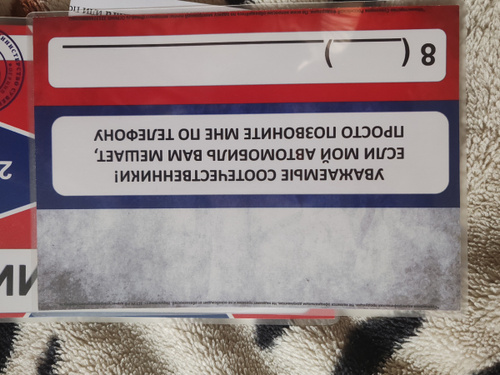 УВАЖАЕМЫЕ СООТЕЧЕСТВЕННИКИ!
ЕСЛИ МОЙ АВТОМОБИЛЬ ВАМ МЕШАЕТ,
ПРОСТО ПОЗВОНИТЕ МНЕ ПО ТЕЛЕФОНУ
8 (          )